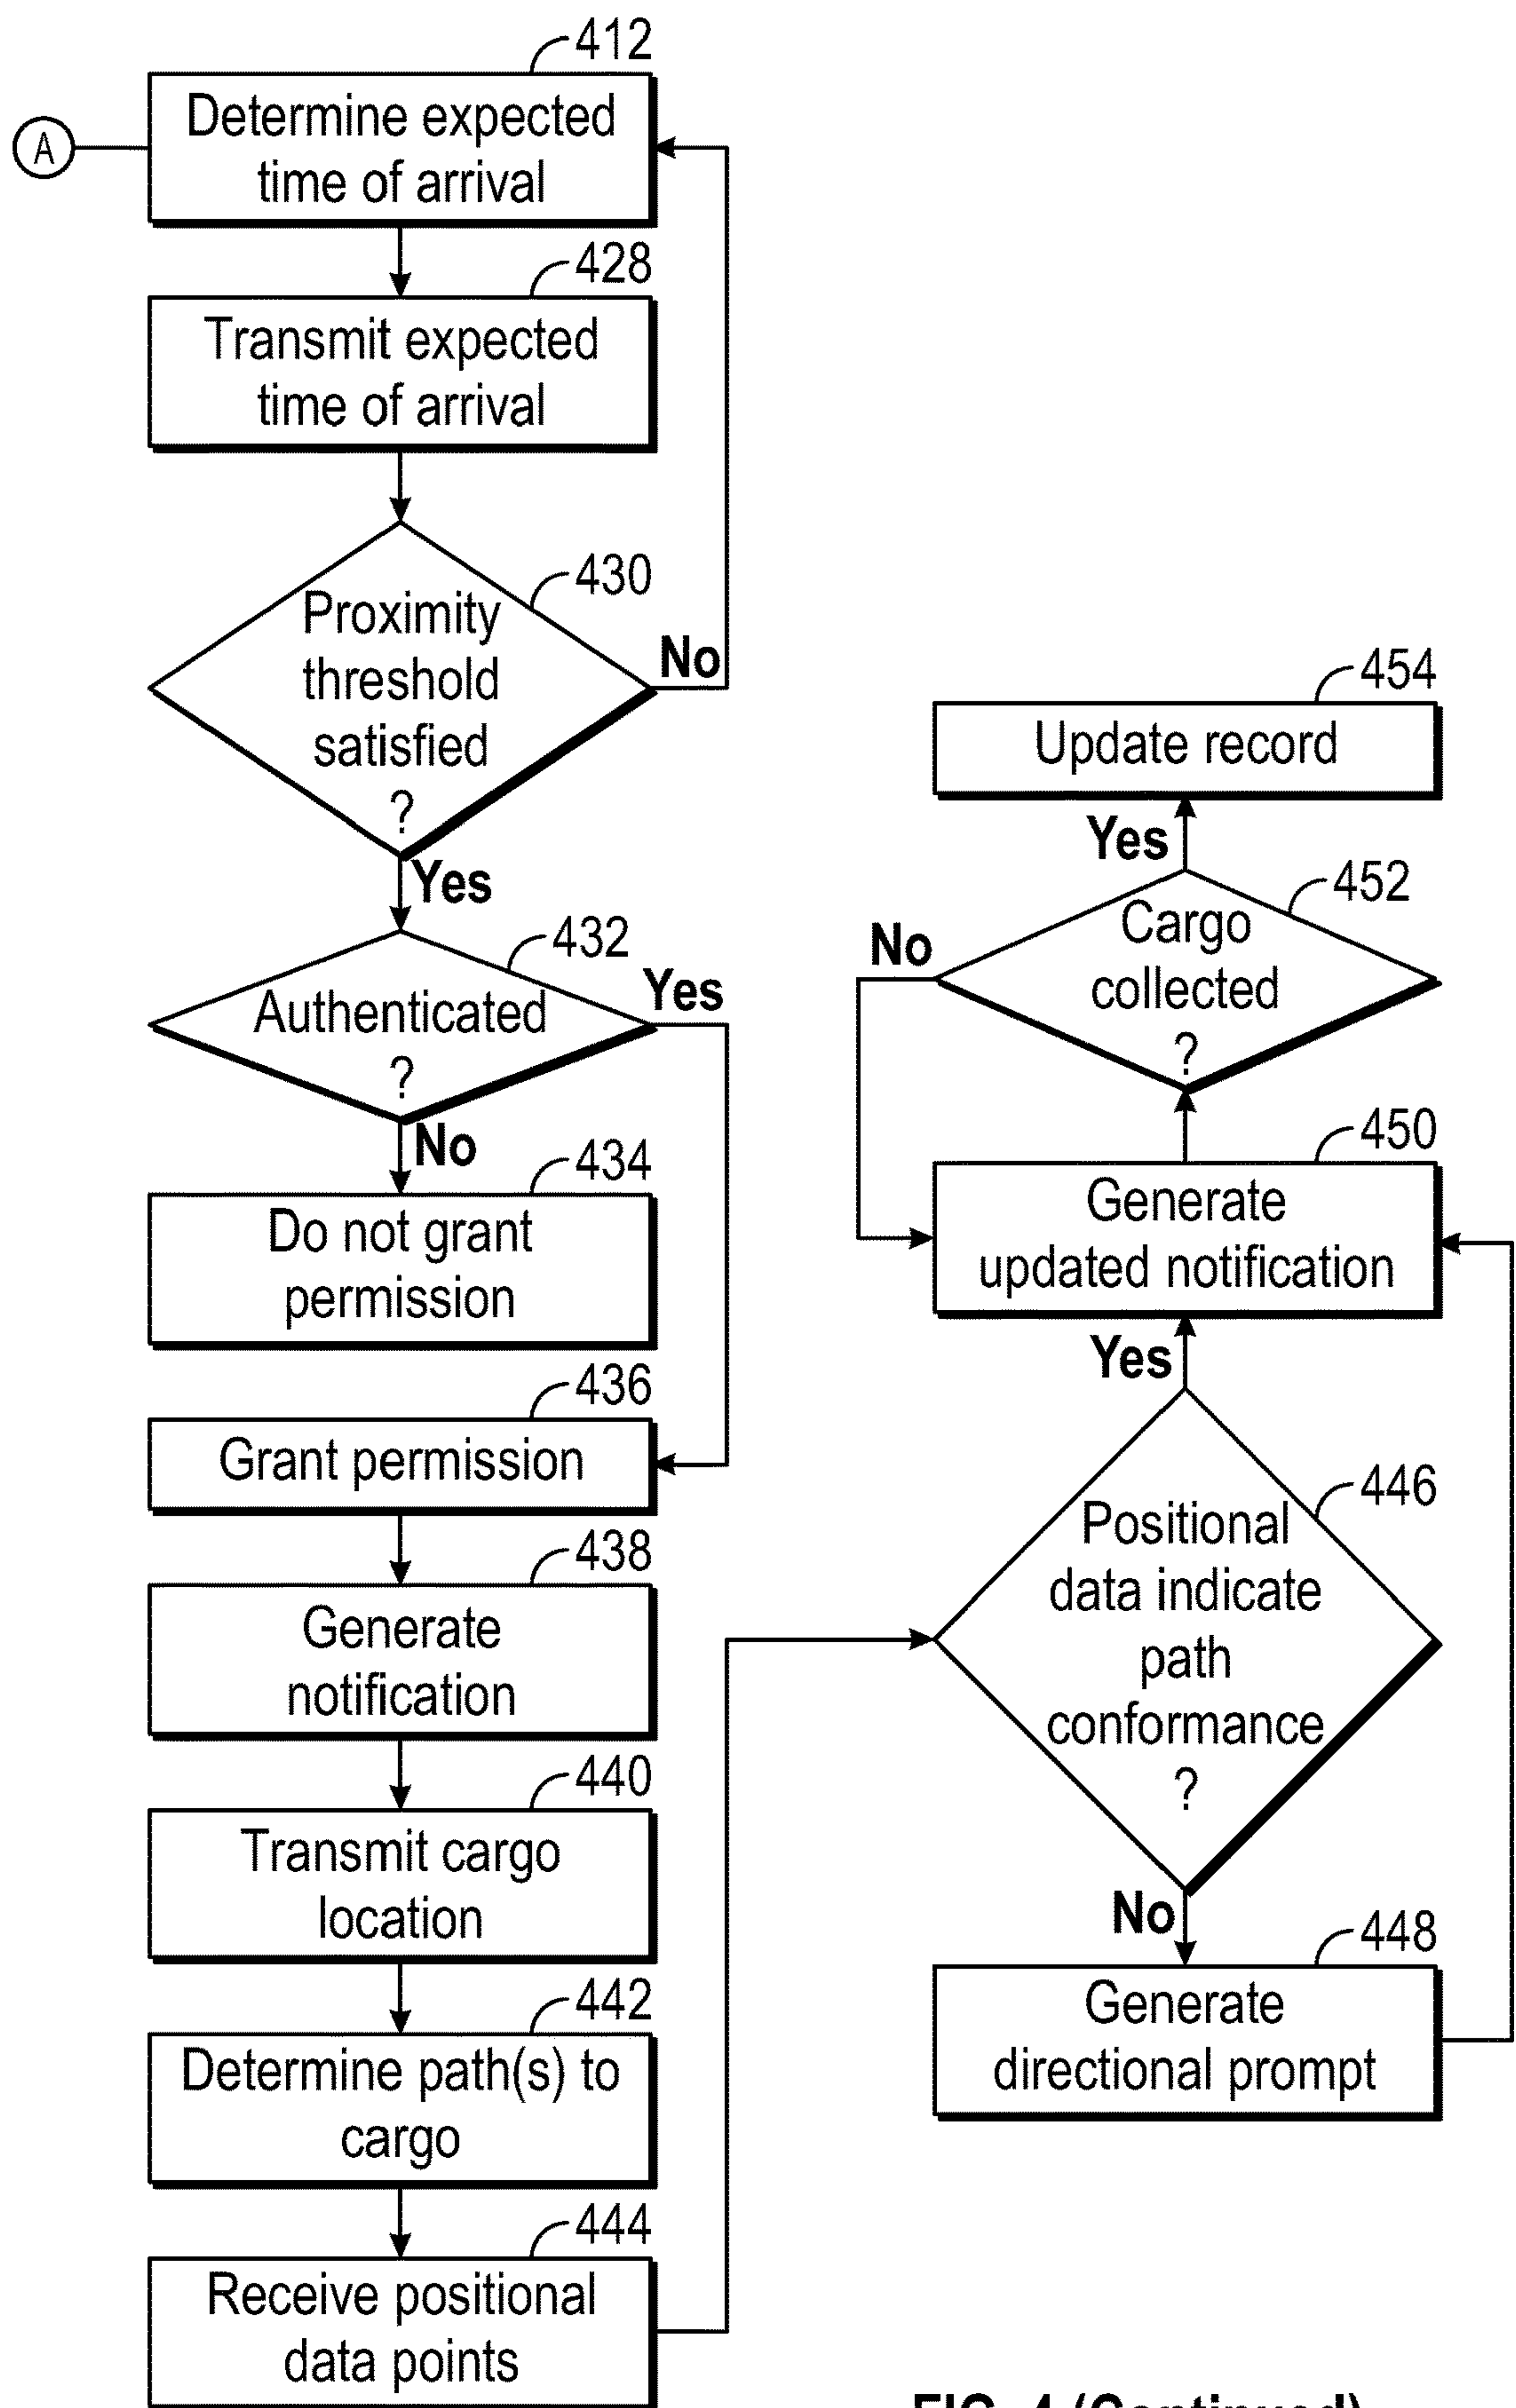 412
A
Determine expected
time of arrival
428
Transmit expected
time of arrival
430
Proximity
threshold
satisfied
?
No
Yes
432
Authenticated
?
Yes
No
434
Do not grant
permission
436
Grant permission
438
Generate
notification
440
Transmit cargo
location
442
Determine path(s) to
cargo
444
Receive positional
data points
454
Update record
Yes
452
Cargo
collected
?
No
450
Generate
updated notification
Yes
446
Positional
data indicate
path
conformance
?
No
448
Generate
directional prompt
FIG. 4 (Continued)